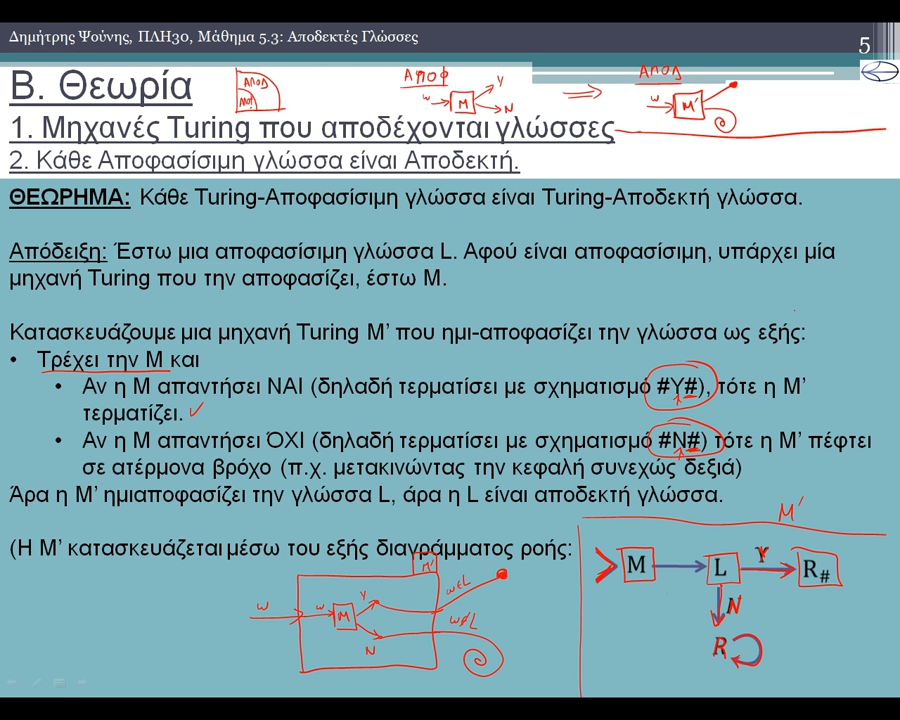 Δημήτρης Ψούνης, ΠΛΗ30, Μάθημα 5.3: Αποδεκτές Γλώσσες
5
Β. Θεωρία
ΑΠΟΔ
ΑΠΟΦ
w
M
Y
N
ΑΠΟΔ
w
M'
1. Μηχανές Turing που αποδέχονται γλώσσες
2. Κάθε Αποφασίσιμη γλώσσα είναι Αποδεκτή.
ΘΕΩΡΗΜΑ: Κάθε Turing-Αποφασίσιμη γλώσσα είναι Turing-Αποδεκτή γλώσσα.
Απόδειξη: Έστω μια αποφασίσιμη γλώσσα L. Αφού είναι αποφασίσιμη, υπάρχει μία
μηχανή Turing που την αποφασίζει, έστω M.
Κατασκευάζουμε μια μηχανή Turing M’ που ημι-αποφασίζει την γλώσσα ως εξής:
• Τρέχει την M και
• Αν η M απαντήσει ΝΑΙ (δηλαδή τερματίσει με σχηματισμό #Y#), τότε η M’
τερματίζει.
• Αν η M απαντήσει ΌΧΙ (δηλαδή τερματίσει με σχηματισμό #N#) τότε η M’ πέφτει
σε ατέρμονα βρόχο (π.χ. μετακινώντας την κεφαλή συνεχώς δεξιά)
Άρα η M’ ημιαποφασίζει την γλώσσα L, άρα η L είναι αποδεκτή γλώσσα.
(Η M’ κατασκευάζεται μέσω του εξής διαγράμματος ροής:
M'
w
w
M
Y
N
w∈L
w∉L
M'
M
L
Y
R#
N
R